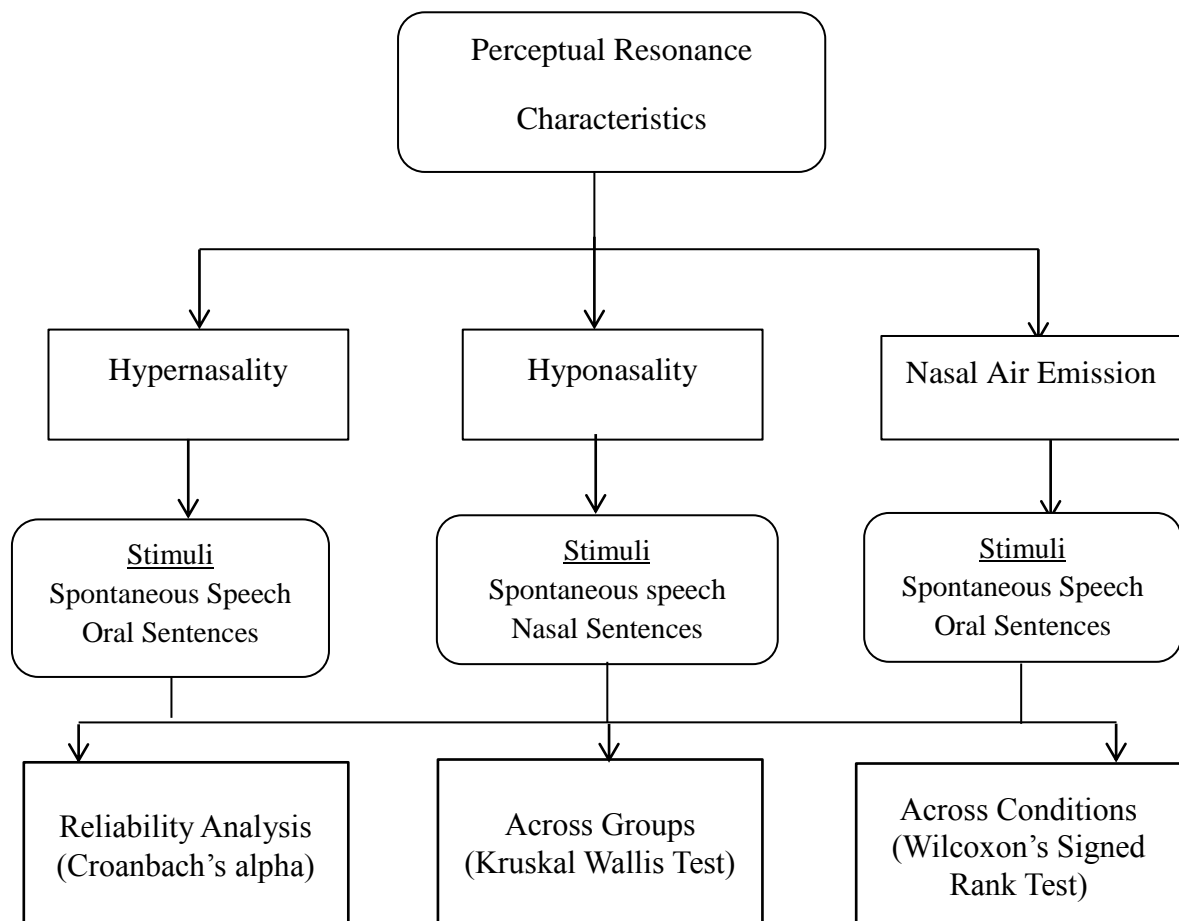 Perceptual Resonance
Characteristics
Hypernasality
Hyponasality
Nasal Air Emission
Stimuli
Spontaneous Speech
Oral Sentences
Stimuli
Spontaneous speech
Nasal Sentences
Stimuli
Spontaneous Speech
Oral Sentences
Reliability Analysis
(Croanbach’s alpha)
Across Groups
(Kruskal Wallis Test)
Across Conditions
(Wilcoxon’s Signed
Rank Test)